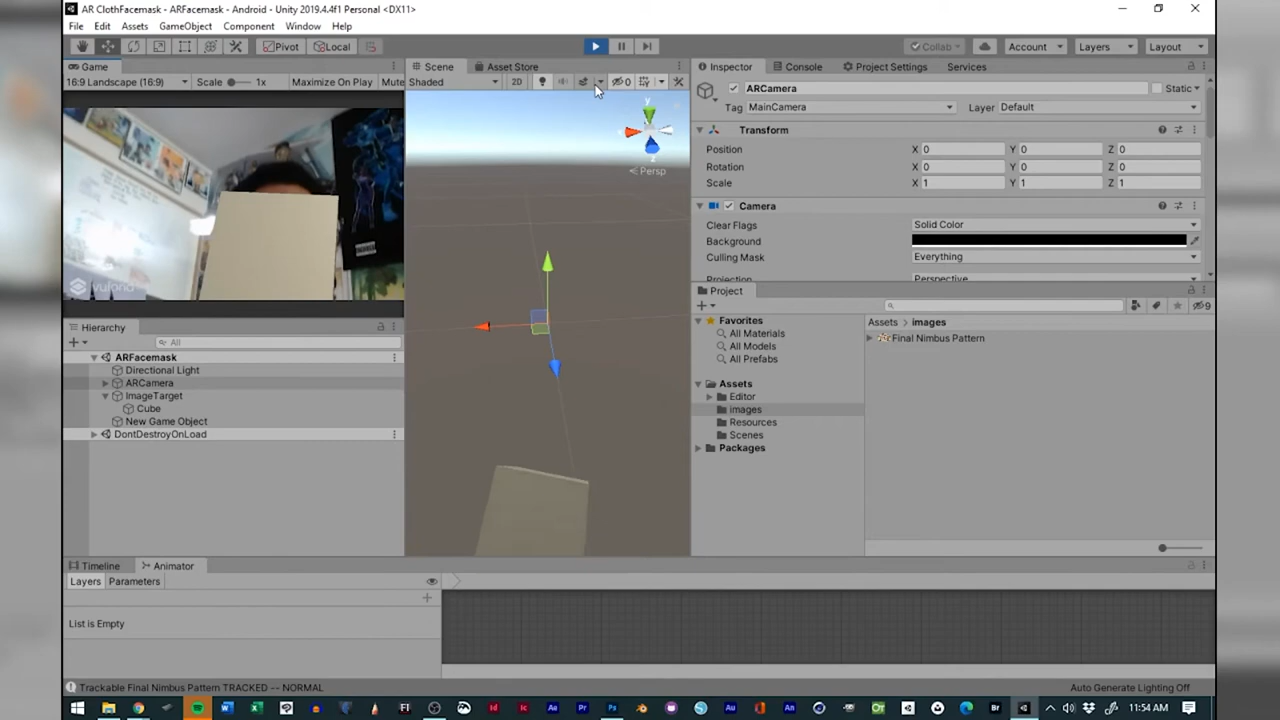 AR ClothFacemask - ARFacemask - Android - Unity 2019.4.4f1 Personal <DX11>
File Edit Assets GameObject Component Window Help
Pivot Local Collab Account Layers Layout
Game Scene Asset Store Inspector Console Project Settings Services
16:9 Landscape (16:9) Scale 1x Maximize On Play Mute Shaded 2D 0
ARCamera Static
Tag MainCamera Layer Default
Transform
Position X 0 Y 0 Z 0
Rotation X 0 Y 0 Z 0
Scale X 1 Y 1 Z 1
y
z
Persp
Camera
Clear Flags Solid Color
Background
Culling Mask Everything
Projection Perspective
vuforia
Project
9
Hierarchy
All
ARFacemask
Directional Light
ARCamera
ImageTarget
Cube
New Game Object
DontDestroyOnLoad
Favorites
All Materials
All Models
All Prefabs
Assets
Editor
images
Resources
Scenes
Packages
Assets images
Final Nimbus Pattern
Timeline Animator
Layers Parameters
List is Empty
Trackable Final Nimbus Pattern TRACKED -- NORMAL
Auto Generate Lighting Off
11:54 AM